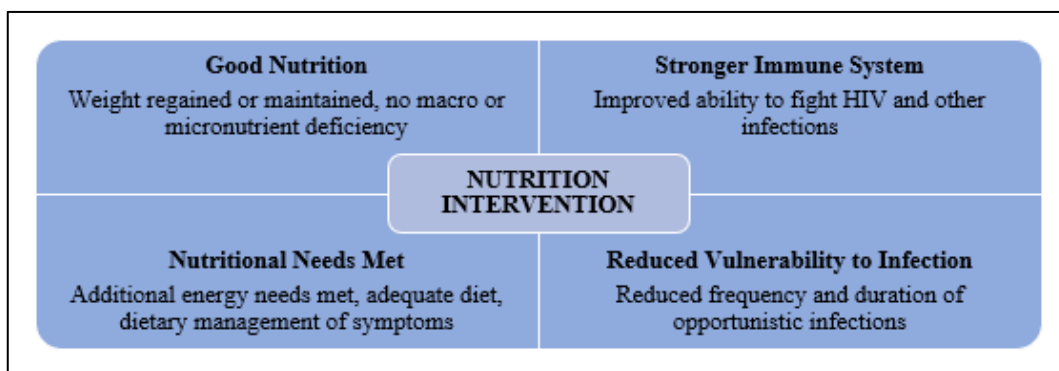 Good Nutrition
Weight regained or maintained, no macro or
micronutrient deficiency
Stronger Immune System
Improved ability to fight HIV and other
infections
NUTRITION
INTERVENTION
Nutritional Needs Met
Additional energy needs met, adequate diet,
dietary management of symptoms
Reduced Vulnerability to Infection
Reduced frequency and duration of
opportunistic infections